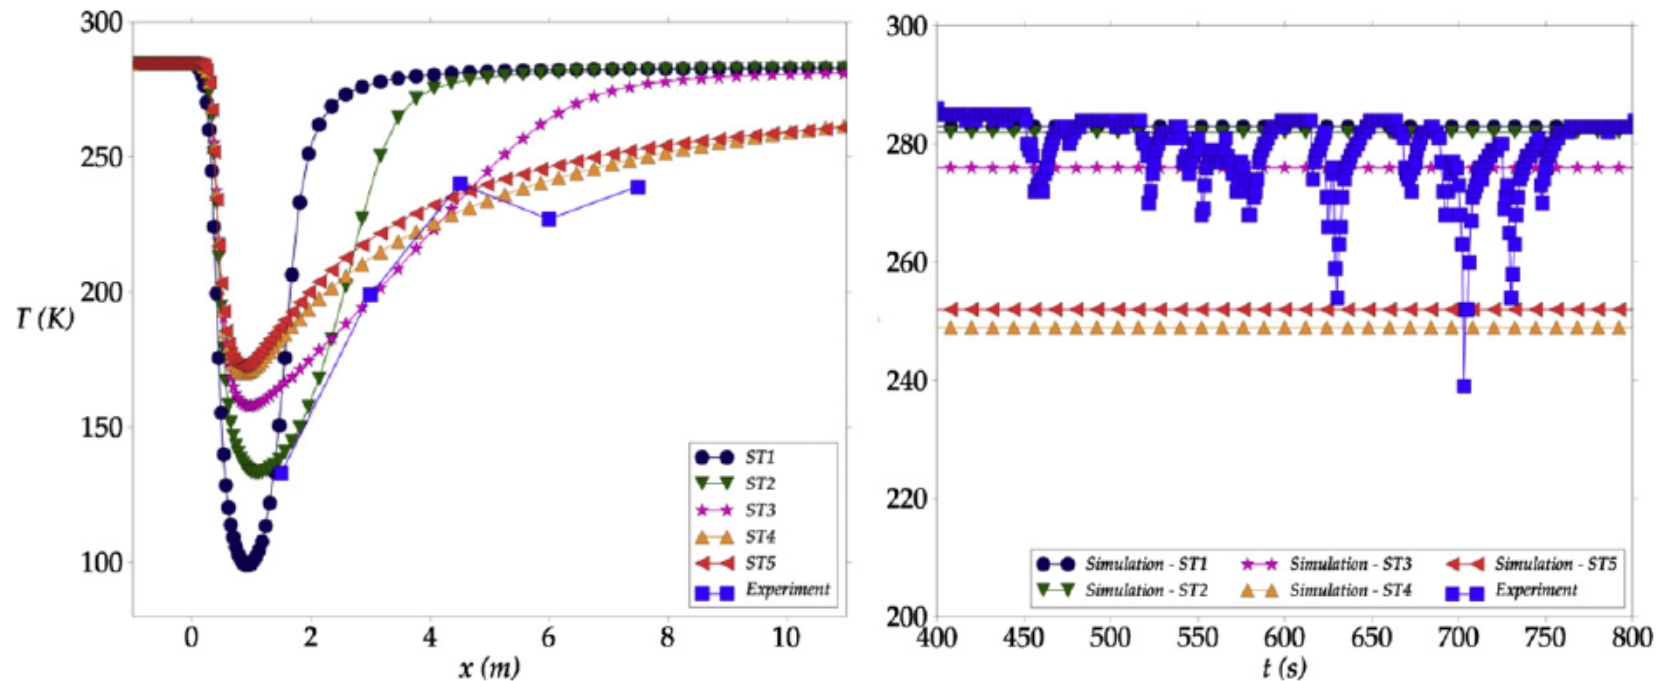 300
250
200
150
100
T (K)
0 2 4 6 8 10
x (m)
ST1
ST2
ST3
ST4
ST5
Experiment
300
280
260
240
220
200
400 450 500 550 600 650 700 750 800
t (s)
Simulation - ST1 Simulation - ST3 Simulation - ST5
Simulation - ST2 Simulation - ST4 Experiment